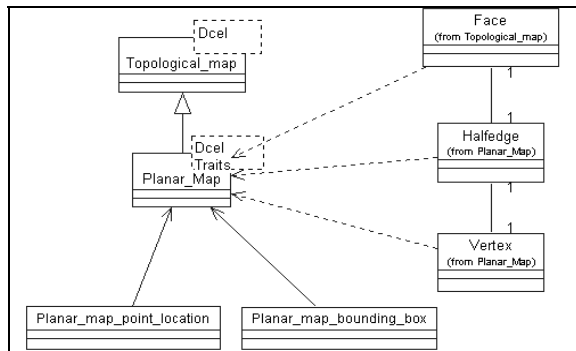 Dcel
Topological_map
Dcel
Traits
Planar_Map
Planar_map_point_location
Planar_map_bounding_box
Face
(from Topological_map)
1
1
Halfedge
(from Planar_Map)
1
1
Vertex
(from Planar_Map)